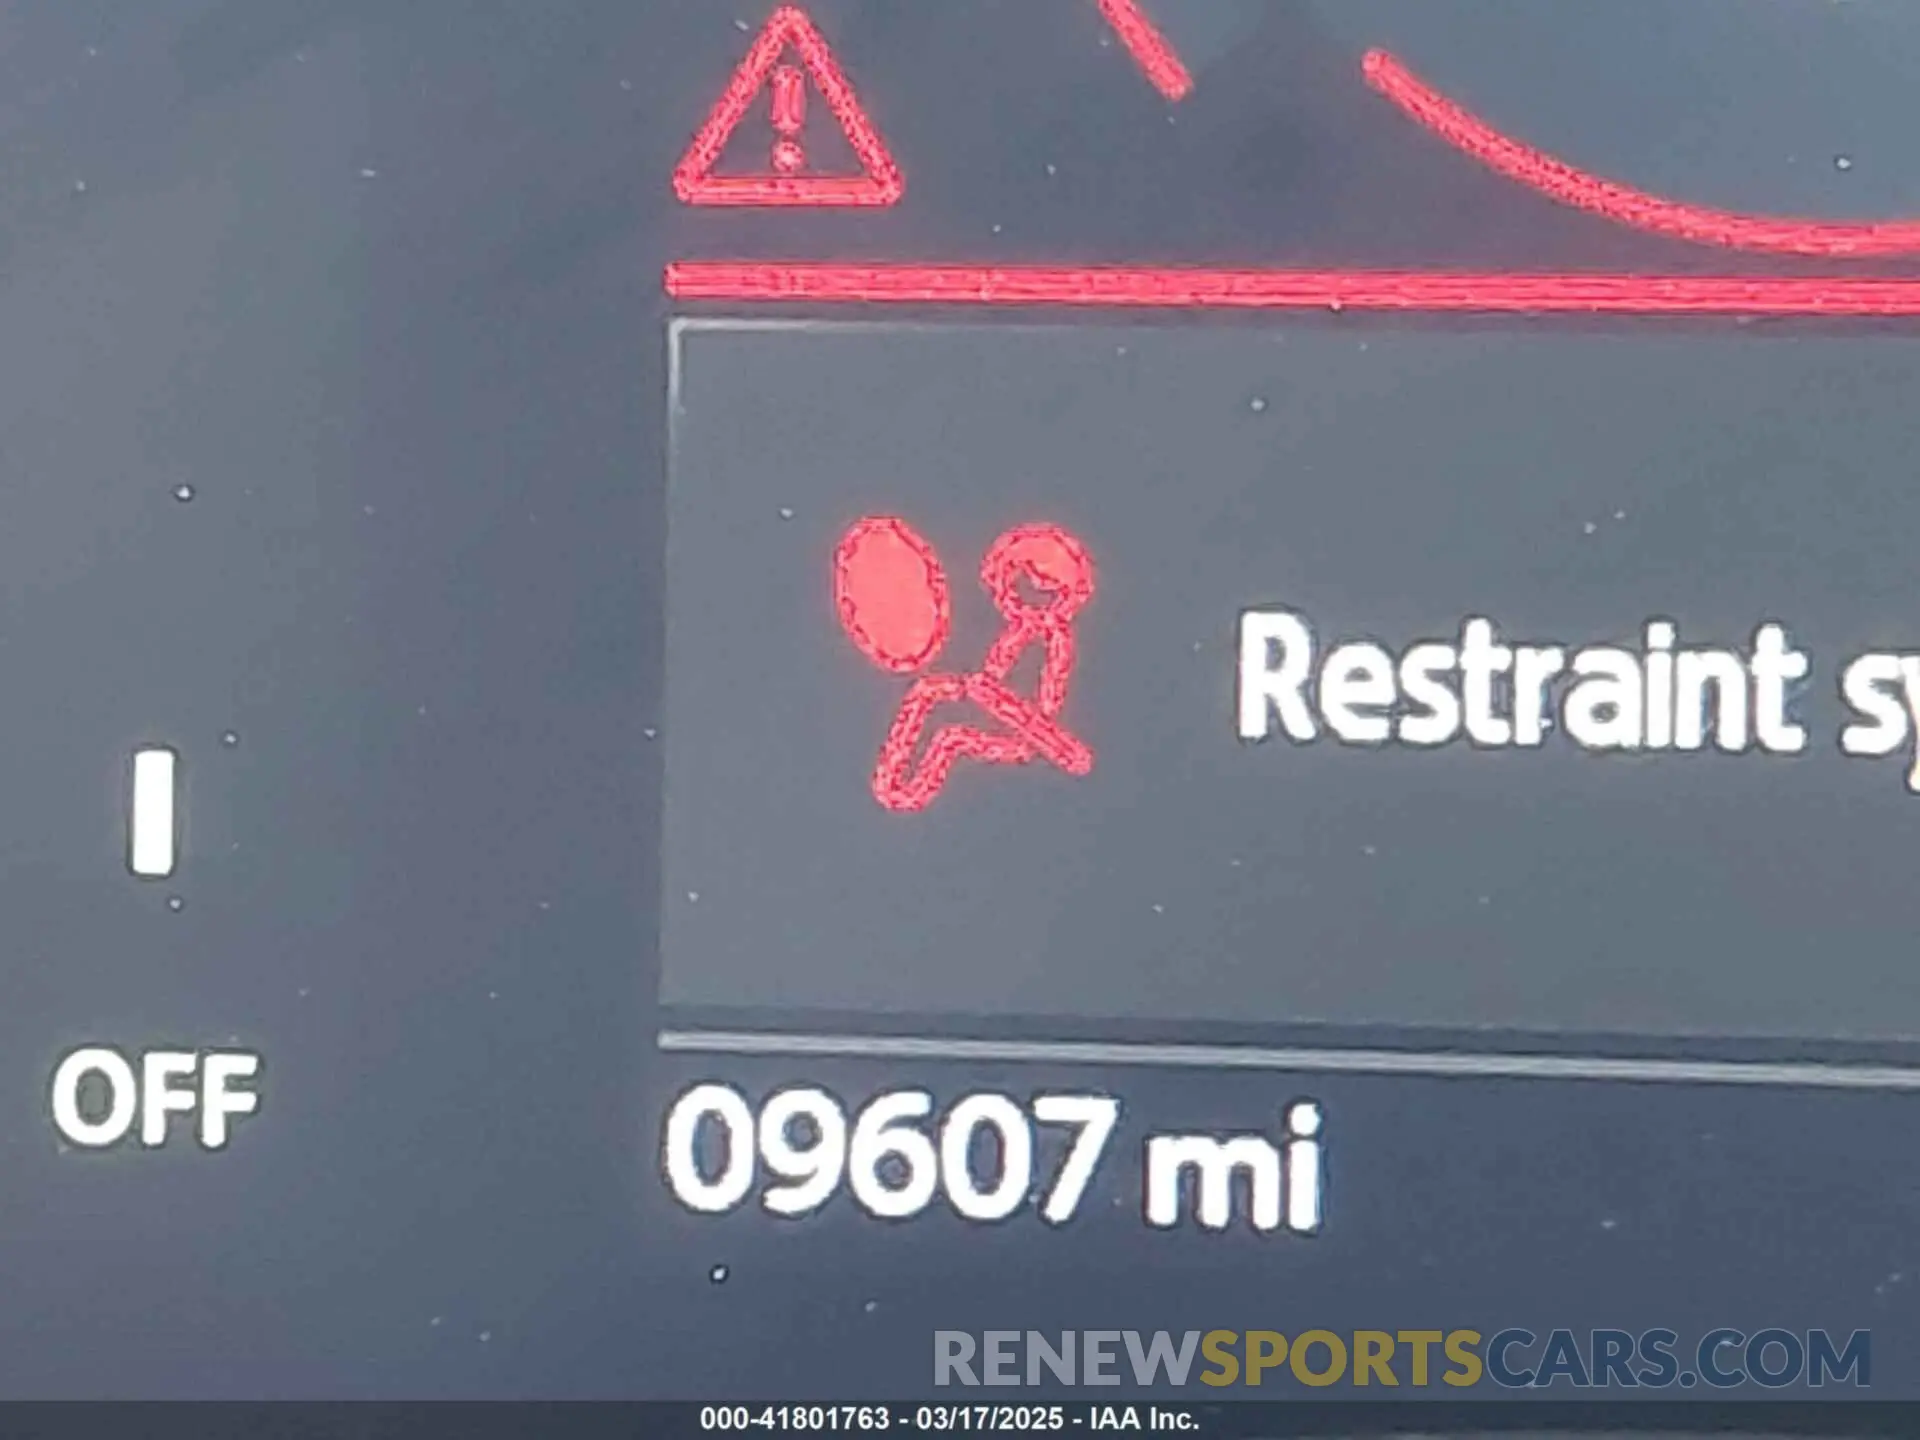 Restraint sy
OFF
09607 mi
RENEWSPORTSCARS.COM
000-41801763 - 03/17/2025 - IAA Inc.